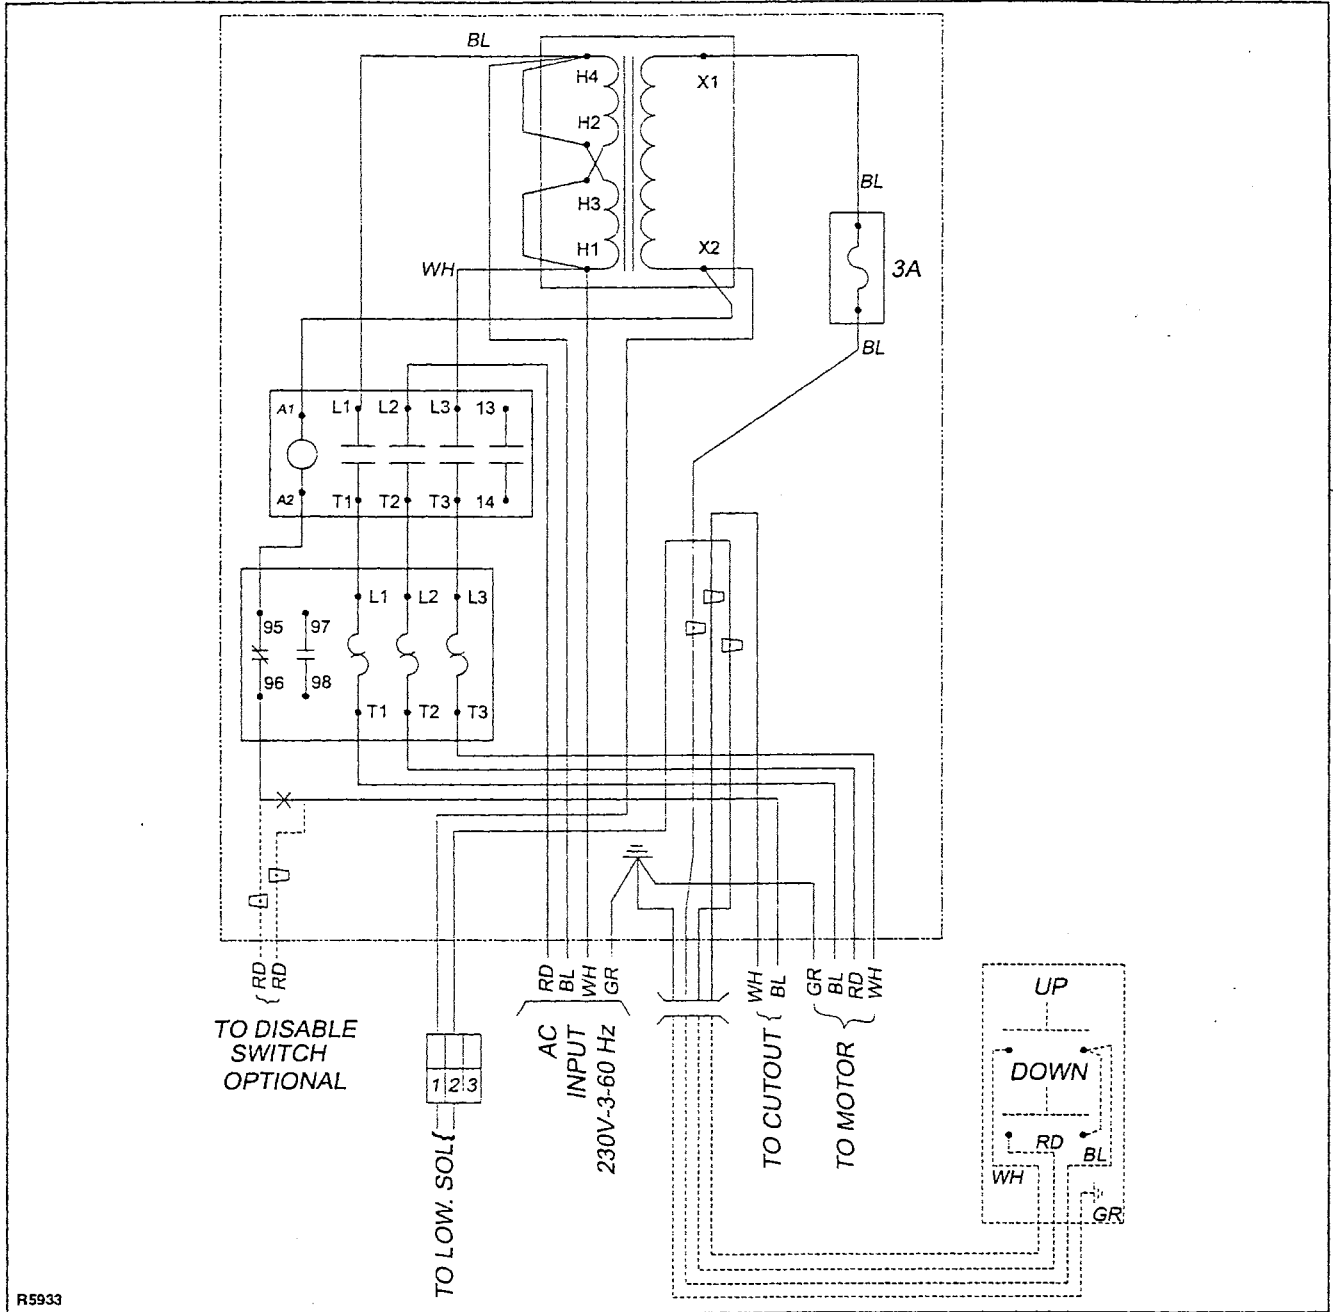 BL
H4
X1
H2
H3
H1
X2
WH
BL
3A
BL
A1 L1 L2 L3 13
A2 T1 T2 T3 14
L1 L2 L3
95 97
96 98
T1 T2 T3
RD
RD
TO DISABLE
SWITCH
OPTIONAL
1 2 3
TO LOW. SOL
RD
BL
WH
GR
AC
INPUT
230V-3-60 Hz
WH
BL
TO CUTOUT
GR
BL
RD
WH
TO MOTOR
UP
DOWN
RD
BL
WH
GR
R5933